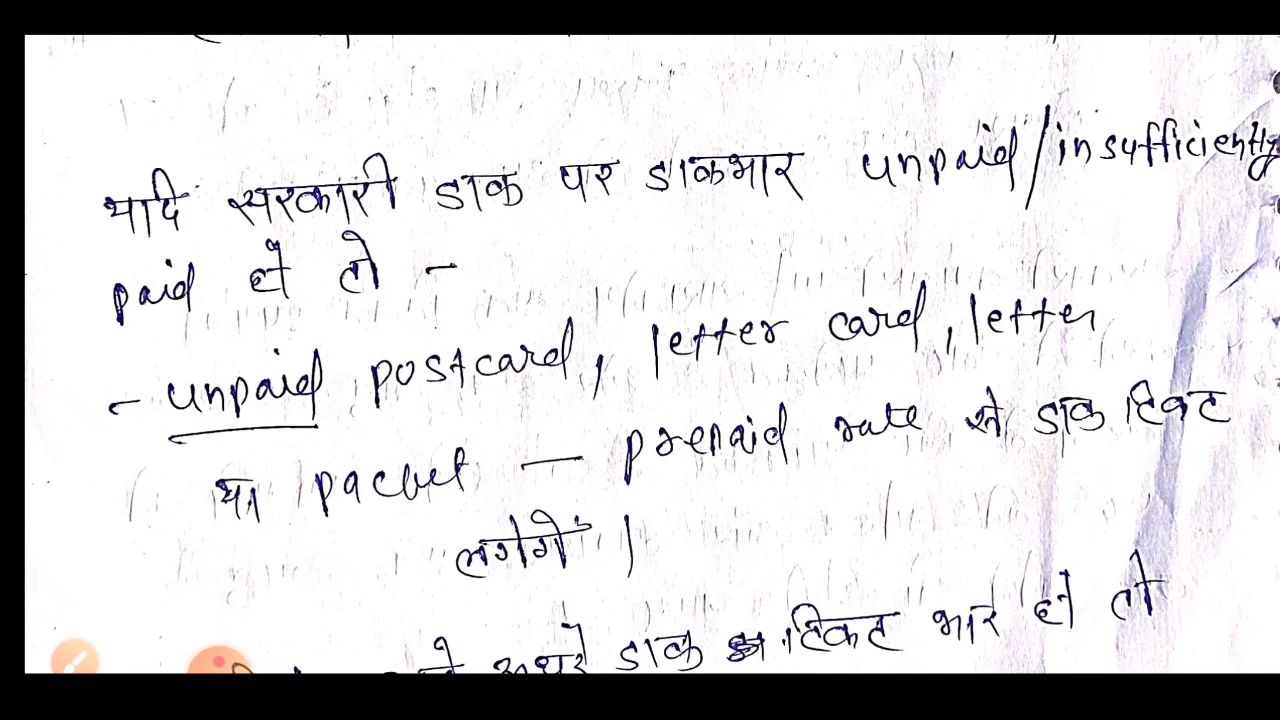 यदि सरकारी डाक पर डाकभार unpaid/insufficiently
paid हो तो -
- unpaid postcard, letter card, letter
या packet — prepaid rate से डाक टिकट
लगेगें ।
डाक टिकट भार हो तो